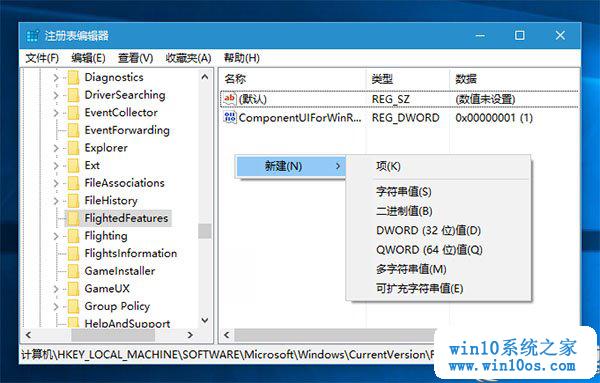 注册表编辑器
文件(F) 编辑(E) 查看(V) 收藏夹(A) 帮助(H)
Diagnostics
DriverSearching
EventCollector
EventForwarding
Explorer
Ext
FileAssociations
FileHistory
FlightedFeatures
Flighting
FlightsInformation
GameInstaller
GameUX
Group Policy
HelpAndSupport
名称 类型 数据
ab (默认) REG_SZ (数值未设置)
ComponentUIForWinR... REG_DWORD 0x00000001 (1)
新建(N)
项(K)
字符串值(S)
二进制值(B)
DWORD (32 位)值(D)
QWORD (64 位)值(Q)
多字符串值(M)
可扩充字符串值(E)
计算机\HKEY_LOCAL_MACHINE\SOFTWARE\Microsoft\Windows\CurrentVersion\
win10系统之家
www.win10os.com